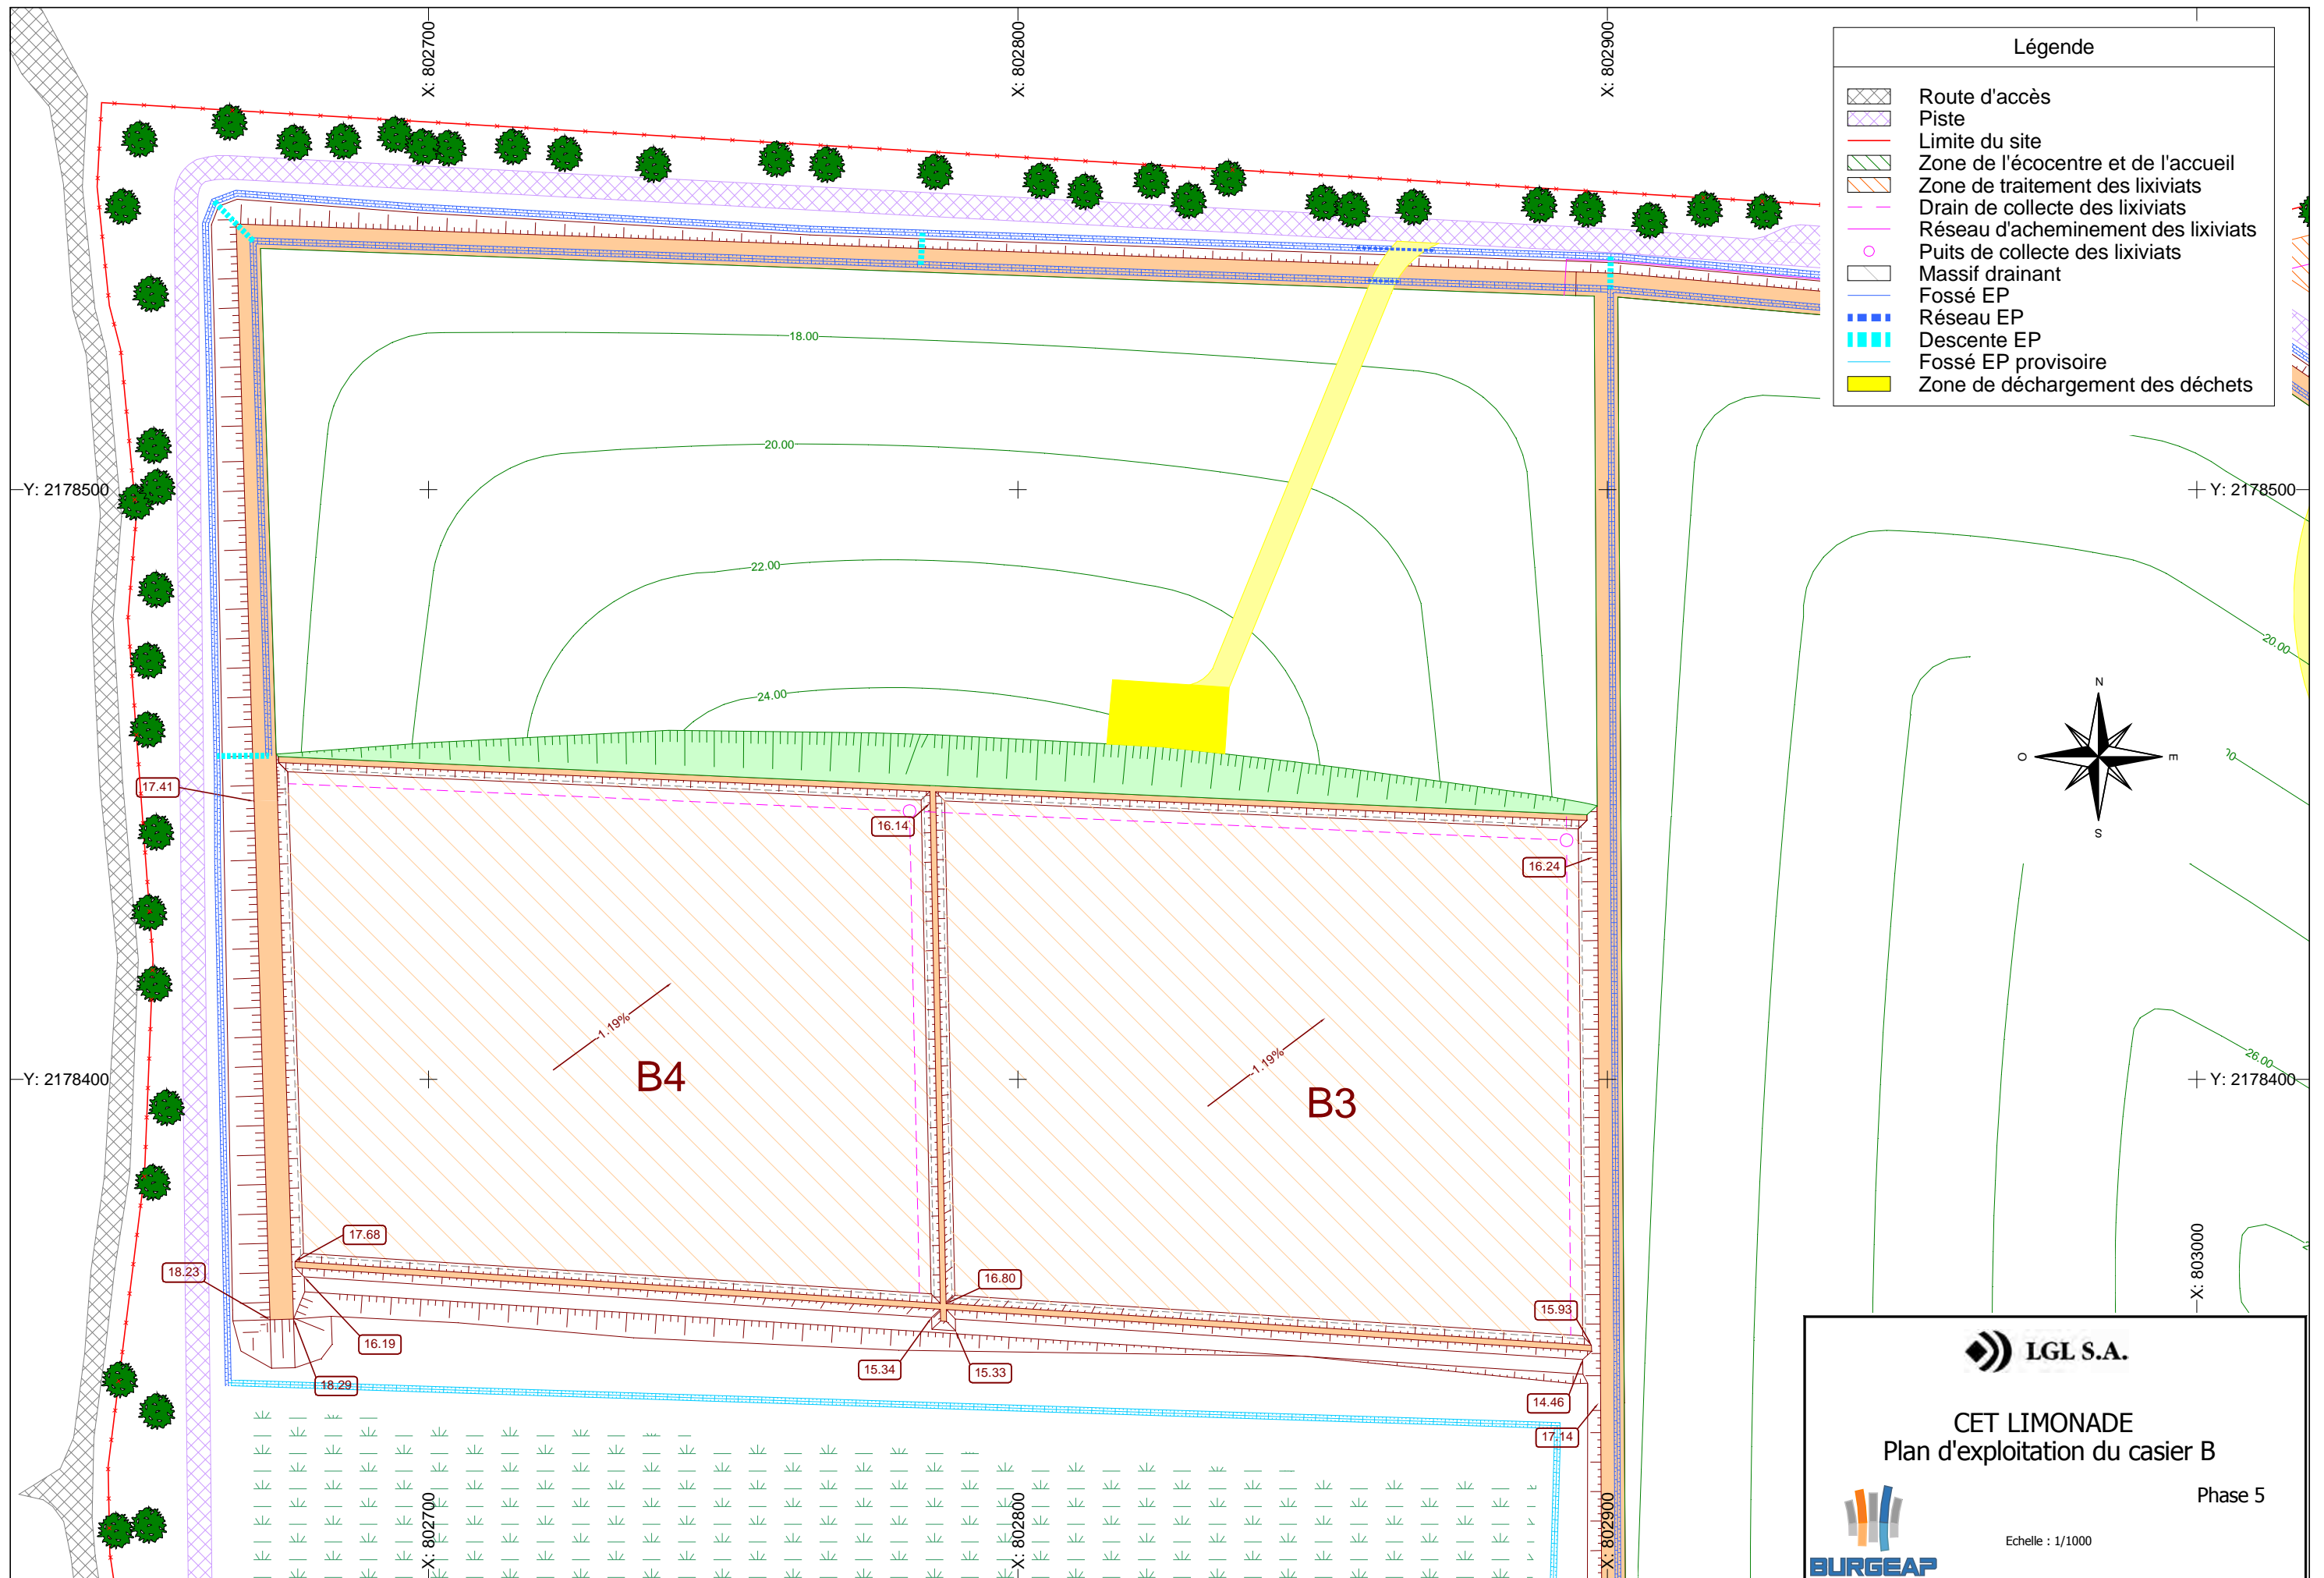 X: 802700
X: 802800
X: 802900
Légende
Route d'accès
Piste
Limite du site
Zone de l'écocentre et de l'accueil
Zone de traitement des lixiviats
Drain de collecte des lixiviats
Réseau d'acheminement des lixiviats
Puits de collecte des lixiviats
Massif drainant
Fossé EP
Réseau EP
Descente EP
Fossé EP provisoire
Zone de déchargement des déchets
18.00
20.00
Y: 2178500
Y: 2178500
22.00
20.00
24.00
N
O
E
S
17.41
16.14
16.24
-1.19%
-1.19%
B4
B3
26.00
Y: 2178400
Y: 2178400
17.68
18.23
16.80
15.93
16.19
15.34
15.33
18.29
14.46
17.14
X: 803000
X: 802700
X: 802800
X: 802900
LGL S.A.
CET LIMONADE
Plan d'exploitation du casier B
Phase 5
Echelle : 1/1000
BURGEAP